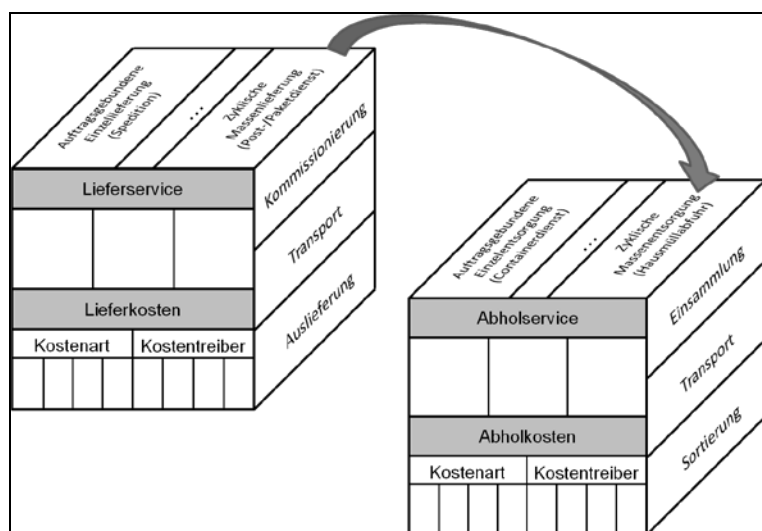 Auftragsgebundene
Einzellieferung
(Spedition)
...
Zyklische
Massenlieferung
(Post-/Paketdienst)
Kommissionierung
Transport
Auslieferung
Lieferservice
Lieferkosten
Kostenart Kostentreiber
Auftragsgebundene
Einzelentsorgung
(Containerdienst)
...
Zyklische
Massenentsorgung
(Hausmüllabfuhr)
Einsammlung
Transport
Sortierung
Abholservice
Abholkosten
Kostenart Kostentreiber